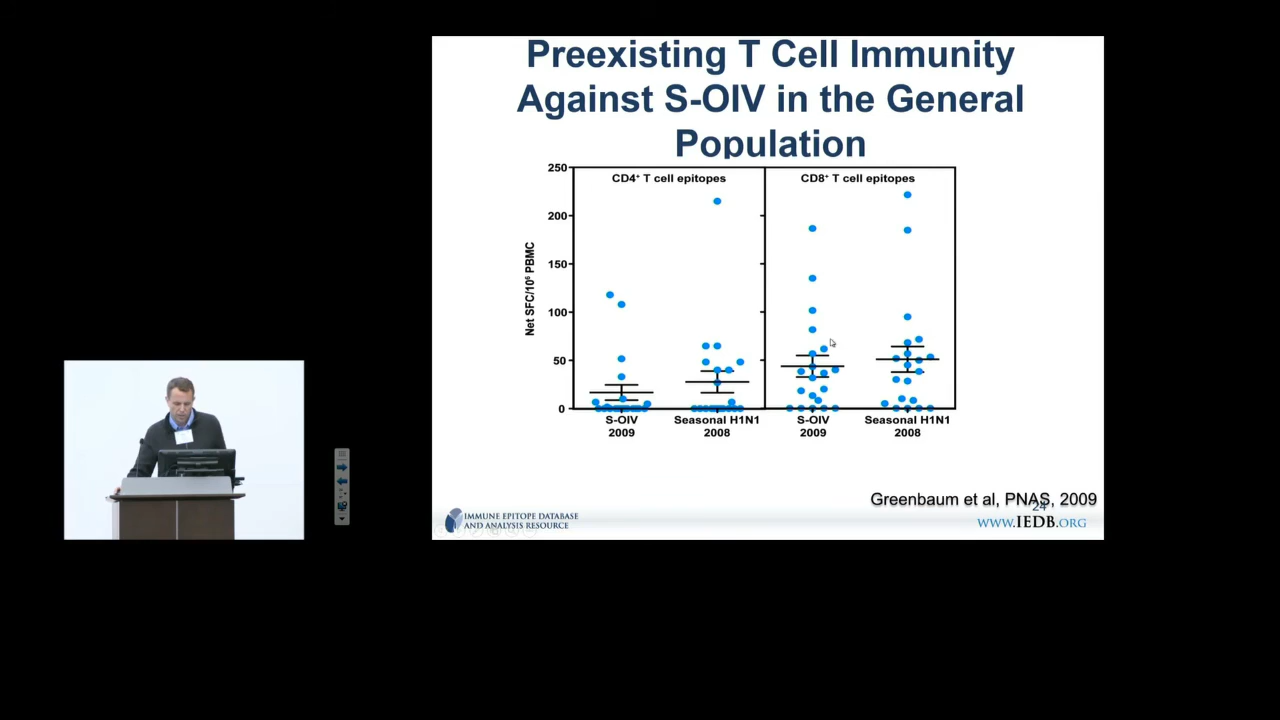 Preexisting T Cell Immunity
Against S-OIV in the General
Population
250
200
150
100
50
0
Net SFC/10⁶ PBMC
CD4⁺ T cell epitopes
CD8⁺ T cell epitopes
S-OIV
2009
Seasonal H1N1
2008
S-OIV
2009
Seasonal H1N1
2008
Greenbaum et al, PNAS, 2009
24
IMMUNE EPITOPE DATABASE
AND ANALYSIS RESOURCE
WWW.IEDB.ORG